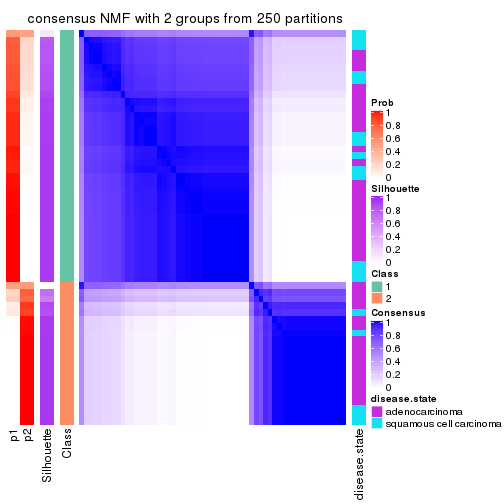 consensus NMF with 2 groups from 250 partitions
Prob
1
0.8
0.6
0.4
0.2
0
Silhouette
1
0.8
0.6
0.4
0.2
0
Class
1
2
Consensus
1
0.8
0.6
0.4
0.2
0
disease.state
adenocarcinoma
squamous cell carcinoma
p1
p2
Silhouette
Class
disease.state